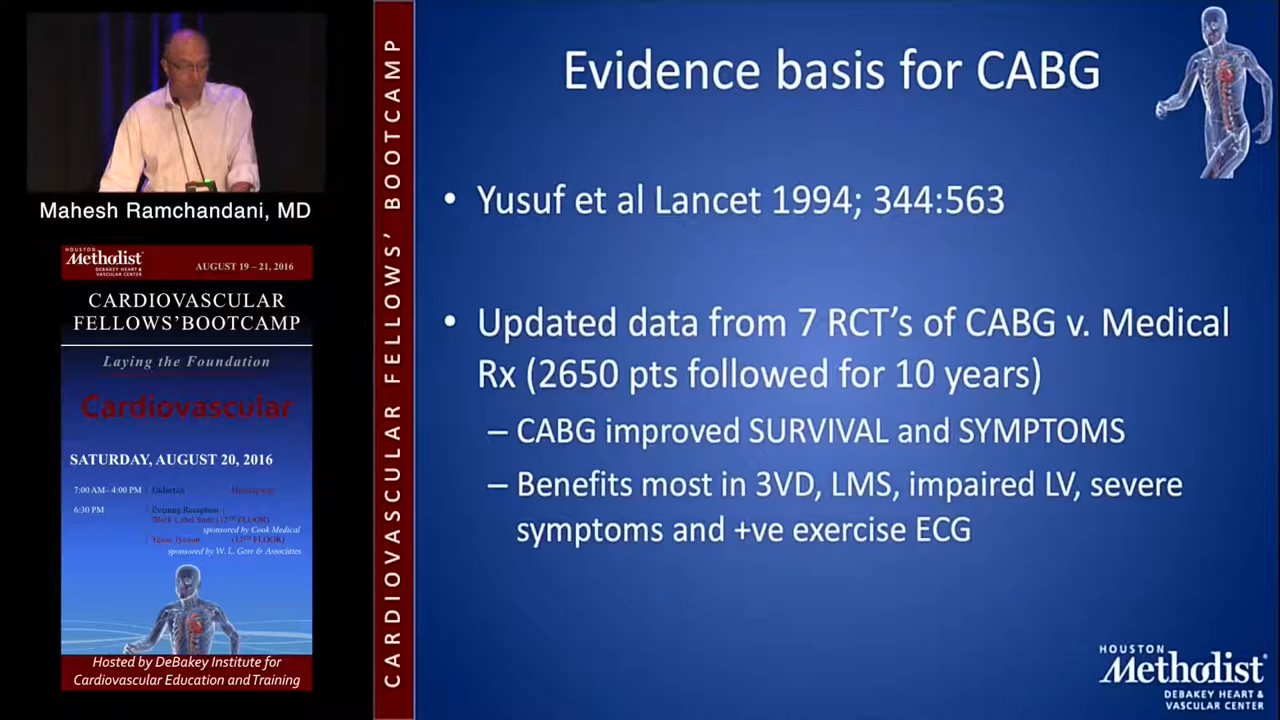 Mahesh Ramchandani, MD
HOUSTON
Methodist
DEBAKEY HEART &
VASCULAR CENTER
AUGUST 19 – 21, 2016
CARDIOVASCULAR
FELLOWS'BOOTCAMP
Laying the Foundation
Cardiovascular
SATURDAY, AUGUST 20, 2016
7:00 AM– 4:00 PM
6:30 PM
Evening Reception
sponsored by Cook Medical
sponsored by W. L. Gore & Associates
Hosted by DeBakey Institute for
Cardiovascular Education and Training
CARDIOVASCULAR FELLOWS' BOOTCAMP
Evidence basis for CABG
• Yusuf et al Lancet 1994; 344:563
• Updated data from 7 RCT's of CABG v. Medical
Rx (2650 pts followed for 10 years)
– CABG improved SURVIVAL and SYMPTOMS
– Benefits most in 3VD, LMS, impaired LV, severe
symptoms and +ve exercise ECG
HOUSTON
Methodist
DEBAKEY HEART &
VASCULAR CENTER